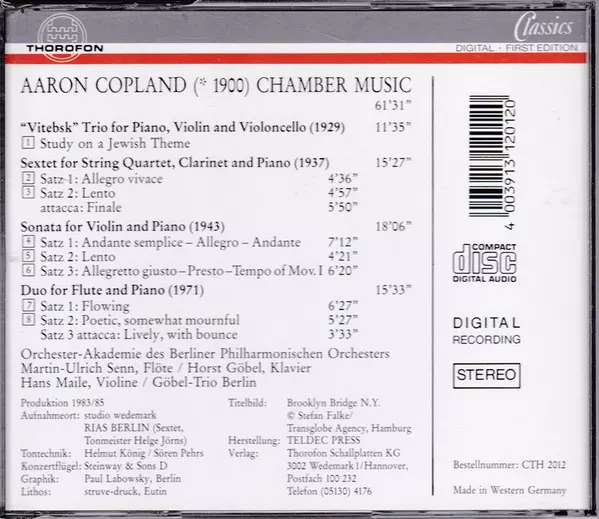 THOROFON
Classics
DIGITAL · FIRST EDITION
AARON COPLAND (* 1900) CHAMBER MUSIC
61'31"
“Vitebsk” Trio for Piano, Violin and Violoncello (1929) 11'35"
1 Study on a Jewish Theme
Sextet for String Quartet, Clarinet and Piano (1937) 15'27"
2 Satz 1: Allegro vivace 4'36"
3 Satz 2: Lento 4'57"
attacca: Finale 5'50"
Sonata for Violin and Piano (1943) 18'06"
4 Satz 1: Andante semplice – Allegro – Andante 7'12"
5 Satz 2: Lento 4'21"
6 Satz 3: Allegretto giusto – Presto – Tempo of Mov. I 6'20"
Duo for Flute and Piano (1971) 15'33"
7 Satz 1: Flowing 6'27"
8 Satz 2: Poetic, somewhat mournful 5'27"
Satz 3 attacca: Lively, with bounce 3'33"
Orchester-Akademie des Berliner Philharmonischen Orchesters
Martin-Ulrich Senn, Flöte / Horst Göbel, Klavier
Hans Maile, Violine / Göbel-Trio Berlin
Produktion 1983/85
Aufnahmeort: studio wedemark
RIAS BERLIN (Sextet,
Tonmeister Helge Jörns)
Tontechnik: Helmut König / Sören Pehrs
Konzertflügel: Steinway & Sons D
Graphik: Paul Labowsky, Berlin
Lithos: struve-druck, Eutin
Titelbild: Brooklyn Bridge N.Y.
© Stefan Falke/
Transglobe Agency, Hamburg
Herstellung: TELDEC PRESS
Verlag: Thorofon Schallplatten KG
3002 Wedemark 1/Hannover,
Postfach 100 232
Telefon (05130) 4176
4 003913 120120
COMPACT
disc
DIGITAL AUDIO
DIGITAL
RECORDING
STEREO
Bestellnummer: CTH 2012
Made in Western Germany